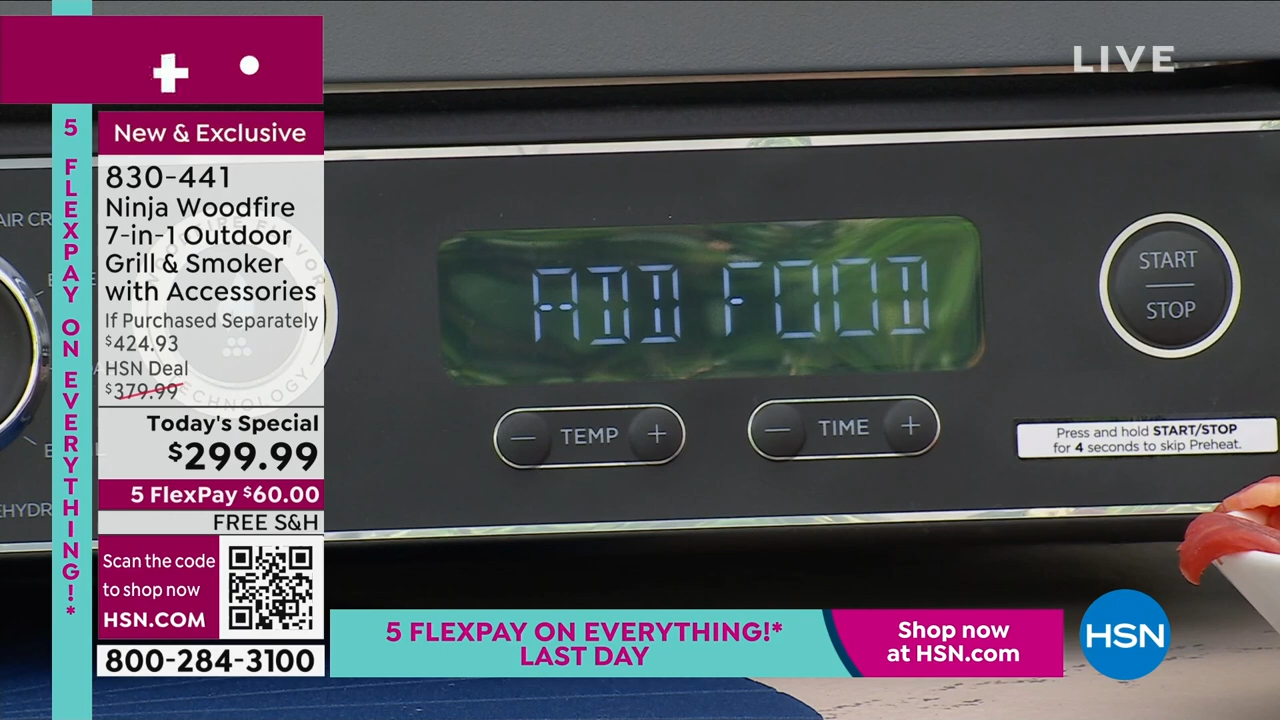 LIVE
5 FLEXPAY ON EVERYTHING!*
New & Exclusive
830-441
Ninja Woodfire
7-in-1 Outdoor
Grill & Smoker
with Accessories
If Purchased Separately
$424.93
HSN Deal
$379.99
Today's Special
$299.99
5 FlexPay $60.00
FREE S&H
Scan the code
to shop now
HSN.COM
800-284-3100
AIR CR
TECHNOLOGY
ADD FOOD
START
STOP
− TEMP +
− TIME +
Press and hold START/STOP
for 4 seconds to skip Preheat.
5 FLEXPAY ON EVERYTHING!*
LAST DAY
Shop now
at HSN.com
HSN